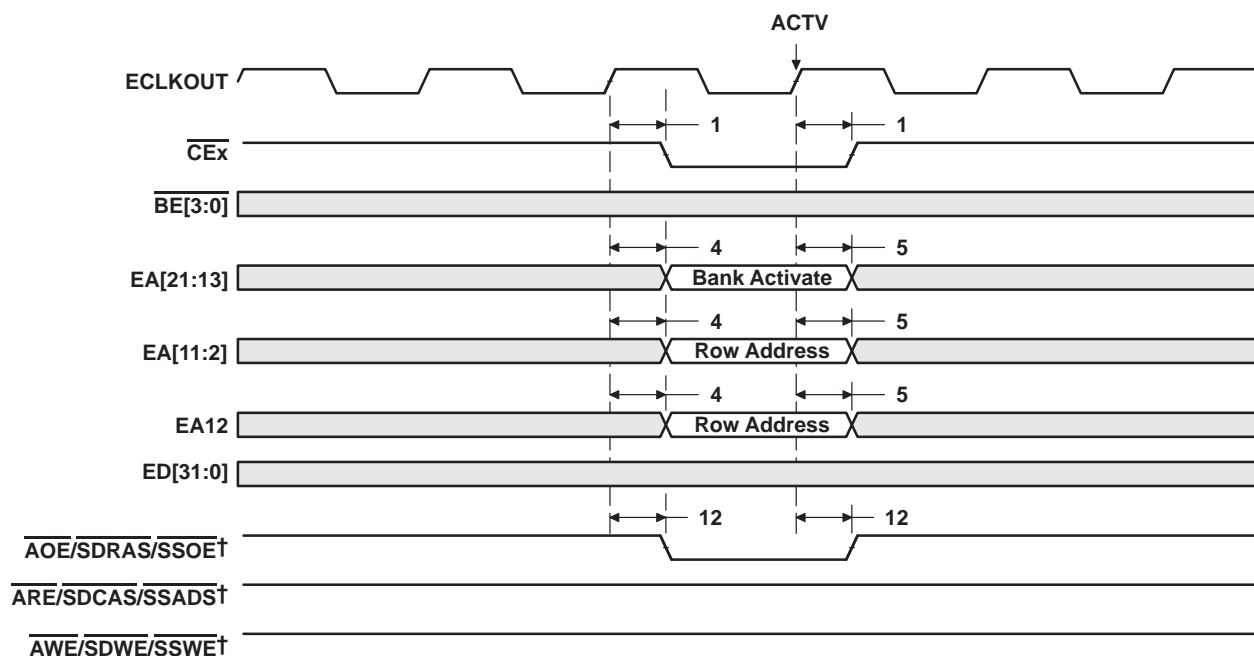 ACTV
ECLKOUT
1 1
CEx
BE[3:0]
4 5
EA[21:13] Bank Activate
4 5
EA[11:2] Row Address
4 5
EA12 Row Address
ED[31:0]
12 12
AOE/SDRAS/SSOE†
ARE/SDCAS/SSADS†
AWE/SDWE/SSWE†